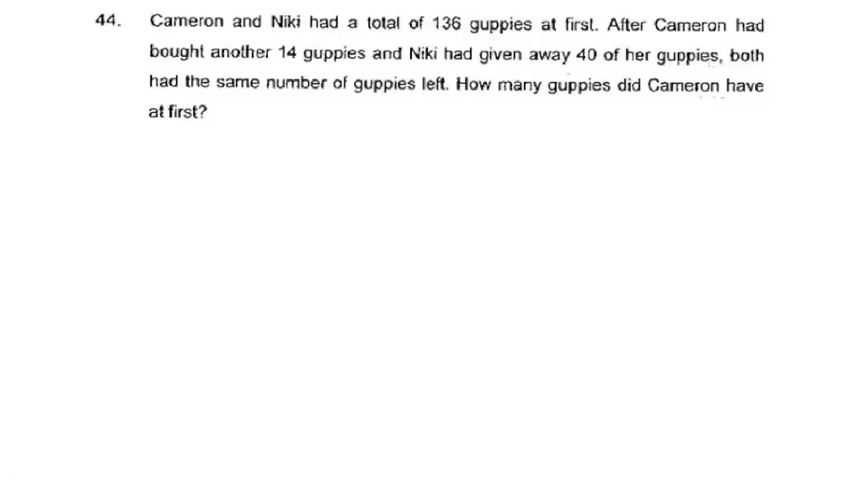 44. Cameron and Niki had a total of 136 guppies at first. After Cameron had
bought another 14 guppies and Niki had given away 40 of her guppies, both
had the same number of guppies left. How many guppies did Cameron have
at first?